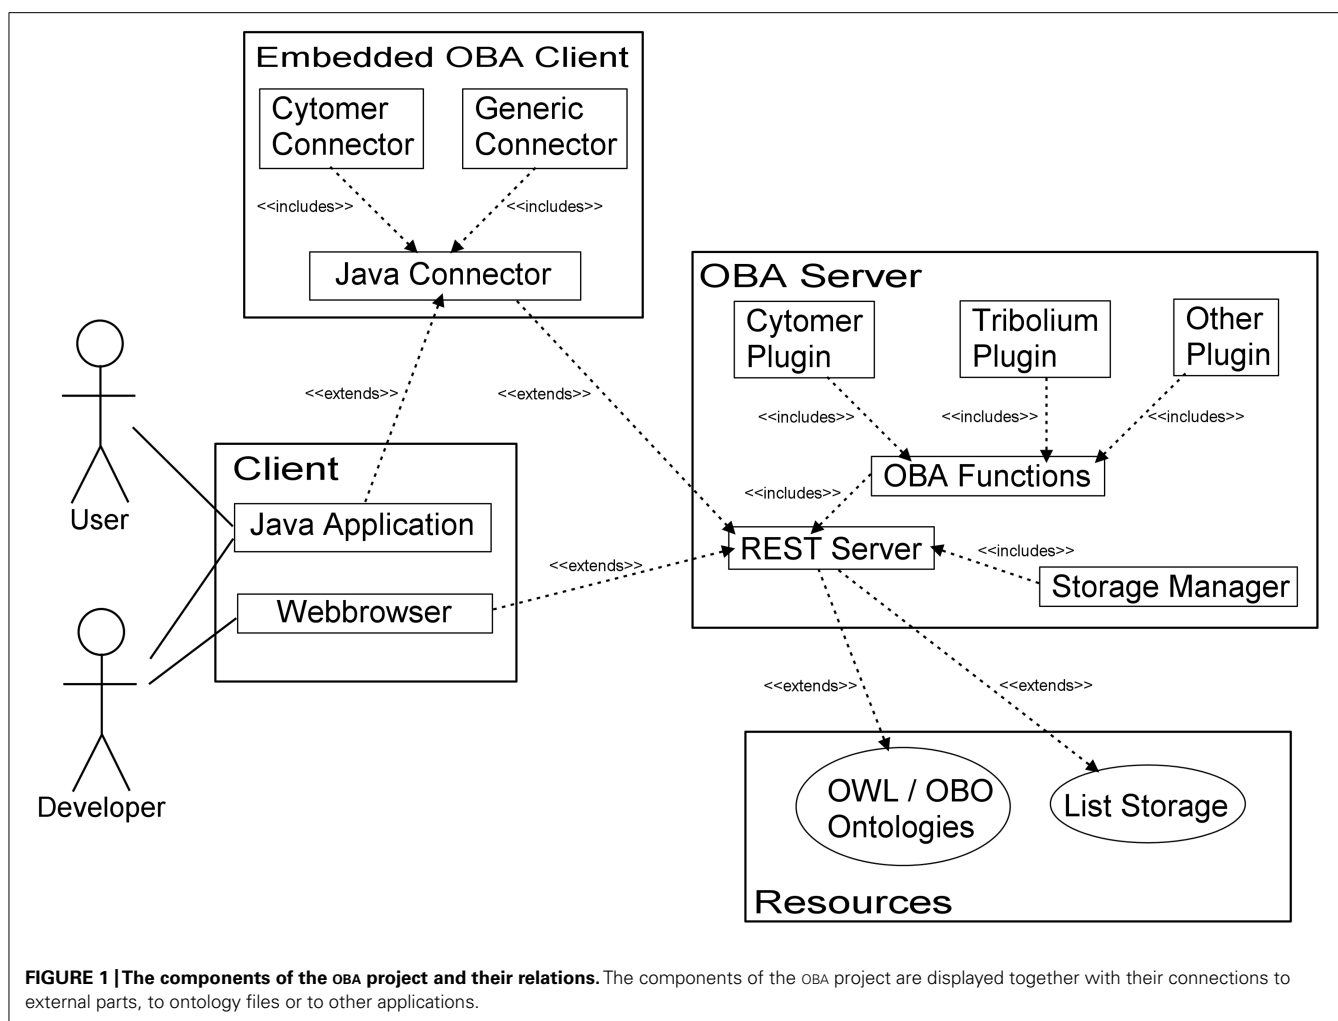 Embedded OBA Client
Cytomer
Connector
Generic
Connector
<<includes>>
<<includes>>
Java Connector
OBA Server
Cytomer
Plugin
Tribolium
Plugin
Other
Plugin
<<extends>>
<<extends>>
<<includes>>
<<includes>>
<<includes>>
Client
OBA Functions
<<includes>>
User
Java Application
REST Server
<<includes>>
<<extends>>
Storage Manager
Webbrowser
<<extends>>
<<extends>>
Developer
OWL / OBO
Ontologies
List Storage
Resources
FIGURE 1 | The components of the OBA project and their relations. The components of the OBA project are displayed together with their connections to
external parts, to ontology files or to other applications.